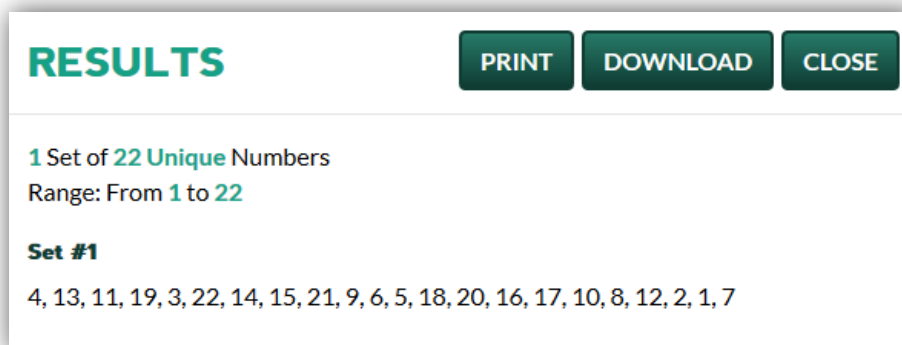 RESULTS
PRINT
DOWNLOAD
CLOSE
1 Set of 22 Unique Numbers
Range: From 1 to 22
Set #1
4, 13, 11, 19, 3, 22, 14, 15, 21, 9, 6, 5, 18, 20, 16, 17, 10, 8, 12, 2, 1, 7